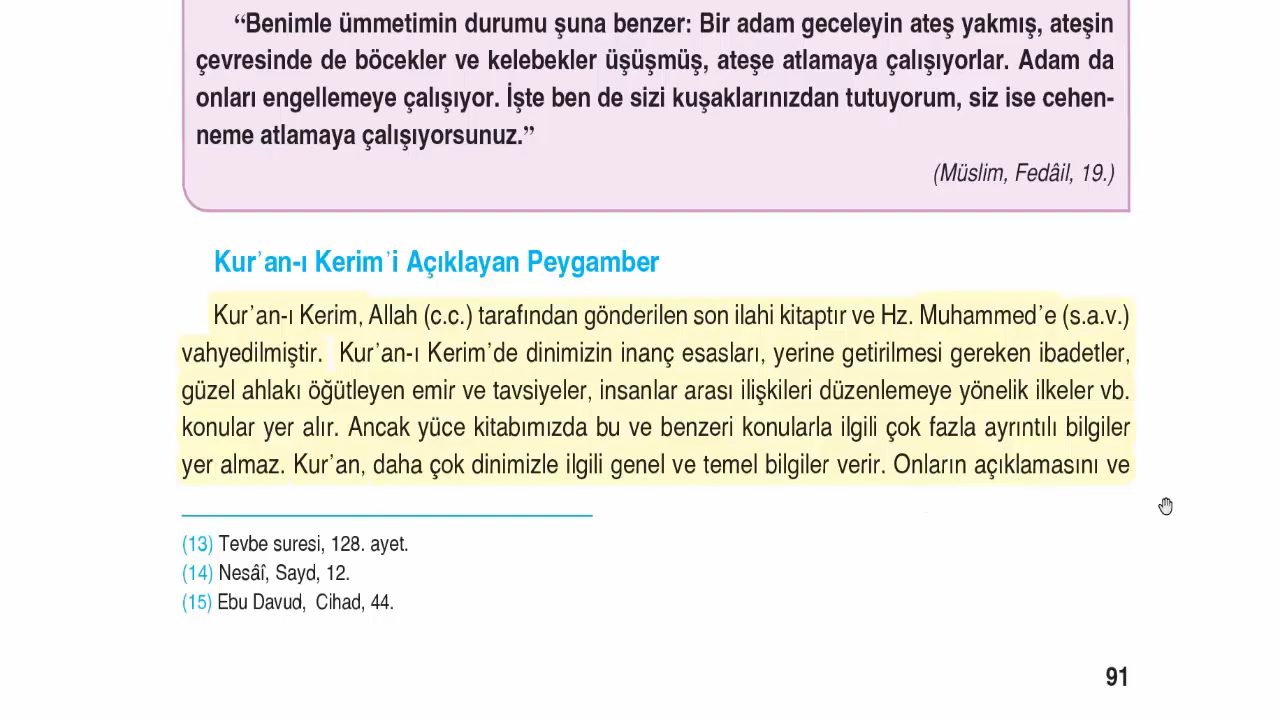 “Benimle ümmetimin durumu şuna benzer: Bir adam geceleyin ateş yakmış, ateşin
çevresinde de böcekler ve kelebekler üşüşmüş, ateşe atlamaya çalışıyorlar. Adam da
onları engellemeye çalışıyor. İşte ben de sizi kuşaklarınızdan tutuyorum, siz ise cehen-
neme atlamaya çalışıyorsunuz.”
(Müslim, Fedâil, 19.)
Kur’an-ı Kerim’i Açıklayan Peygamber
Kur’an-ı Kerim, Allah (c.c.) tarafından gönderilen son ilahi kitaptır ve Hz. Muhammed’e (s.a.v.)
vahyedilmiştir. Kur’an-ı Kerim’de dinimizin inanç esasları, yerine getirilmesi gereken ibadetler,
güzel ahlakı öğütleyen emir ve tavsiyeler, insanlar arası ilişkileri düzenlemeye yönelik ilkeler vb.
konular yer alır. Ancak yüce kitabımızda bu ve benzeri konularla ilgili çok fazla ayrıntılı bilgiler
yer almaz. Kur’an, daha çok dinimizle ilgili genel ve temel bilgiler verir. Onların açıklamasını ve
(13) Tevbe suresi, 128. ayet.
(14) Nesâî, Sayd, 12.
(15) Ebu Davud, Cihad, 44.
91